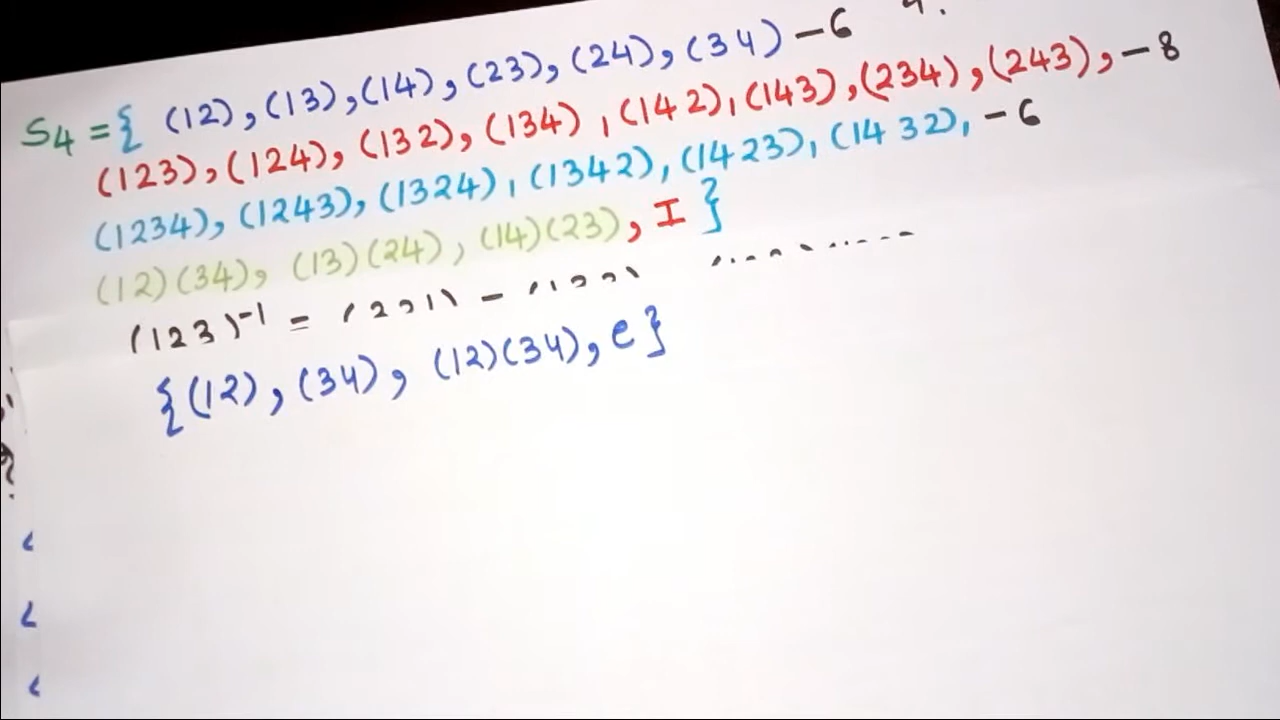 S4 = { (12), (13), (14), (23), (24), (34) - 6
(123), (124), (132), (134), (142), (143), (234), (243), - 8
(1234), (1243), (1324), (1342), (1423), (1432), - 6
(12)(34), (13)(24), (14)(23), I }
(123)⁻¹ =
{(12), (34), (12)(34), e}